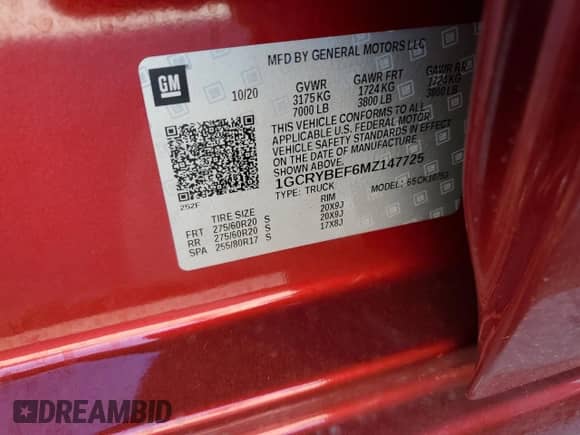 MFD BY GENERAL MOTORS LLC
GM
10/20
GVWR GAWR FRT GAWR RR
3175 KG 1724 KG 1724 KG
7000 LB 3800 LB 3800 LB
THIS VEHICLE CONFORMS TO ALL
APPLICABLE U.S. FEDERAL MOTOR
VEHICLE SAFETY STANDARDS IN EFFECT
ON THE DATE OF MANUFACTURE SHOWN ABOVE.
1GCRYBEF6MZ147725
TYPE: TRUCK MODEL:
252F
TIRE SIZE RIM
FRT 275/60R20 S 20X9J
RR 275/60R20 S 20X9J
SPA 255/80R17 S 17X8J
DREAMBID